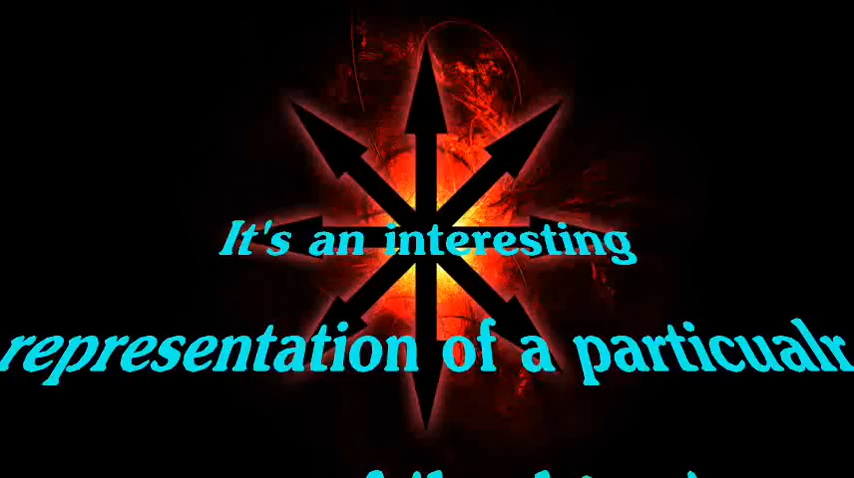 It's an interesting
representation of a particualr